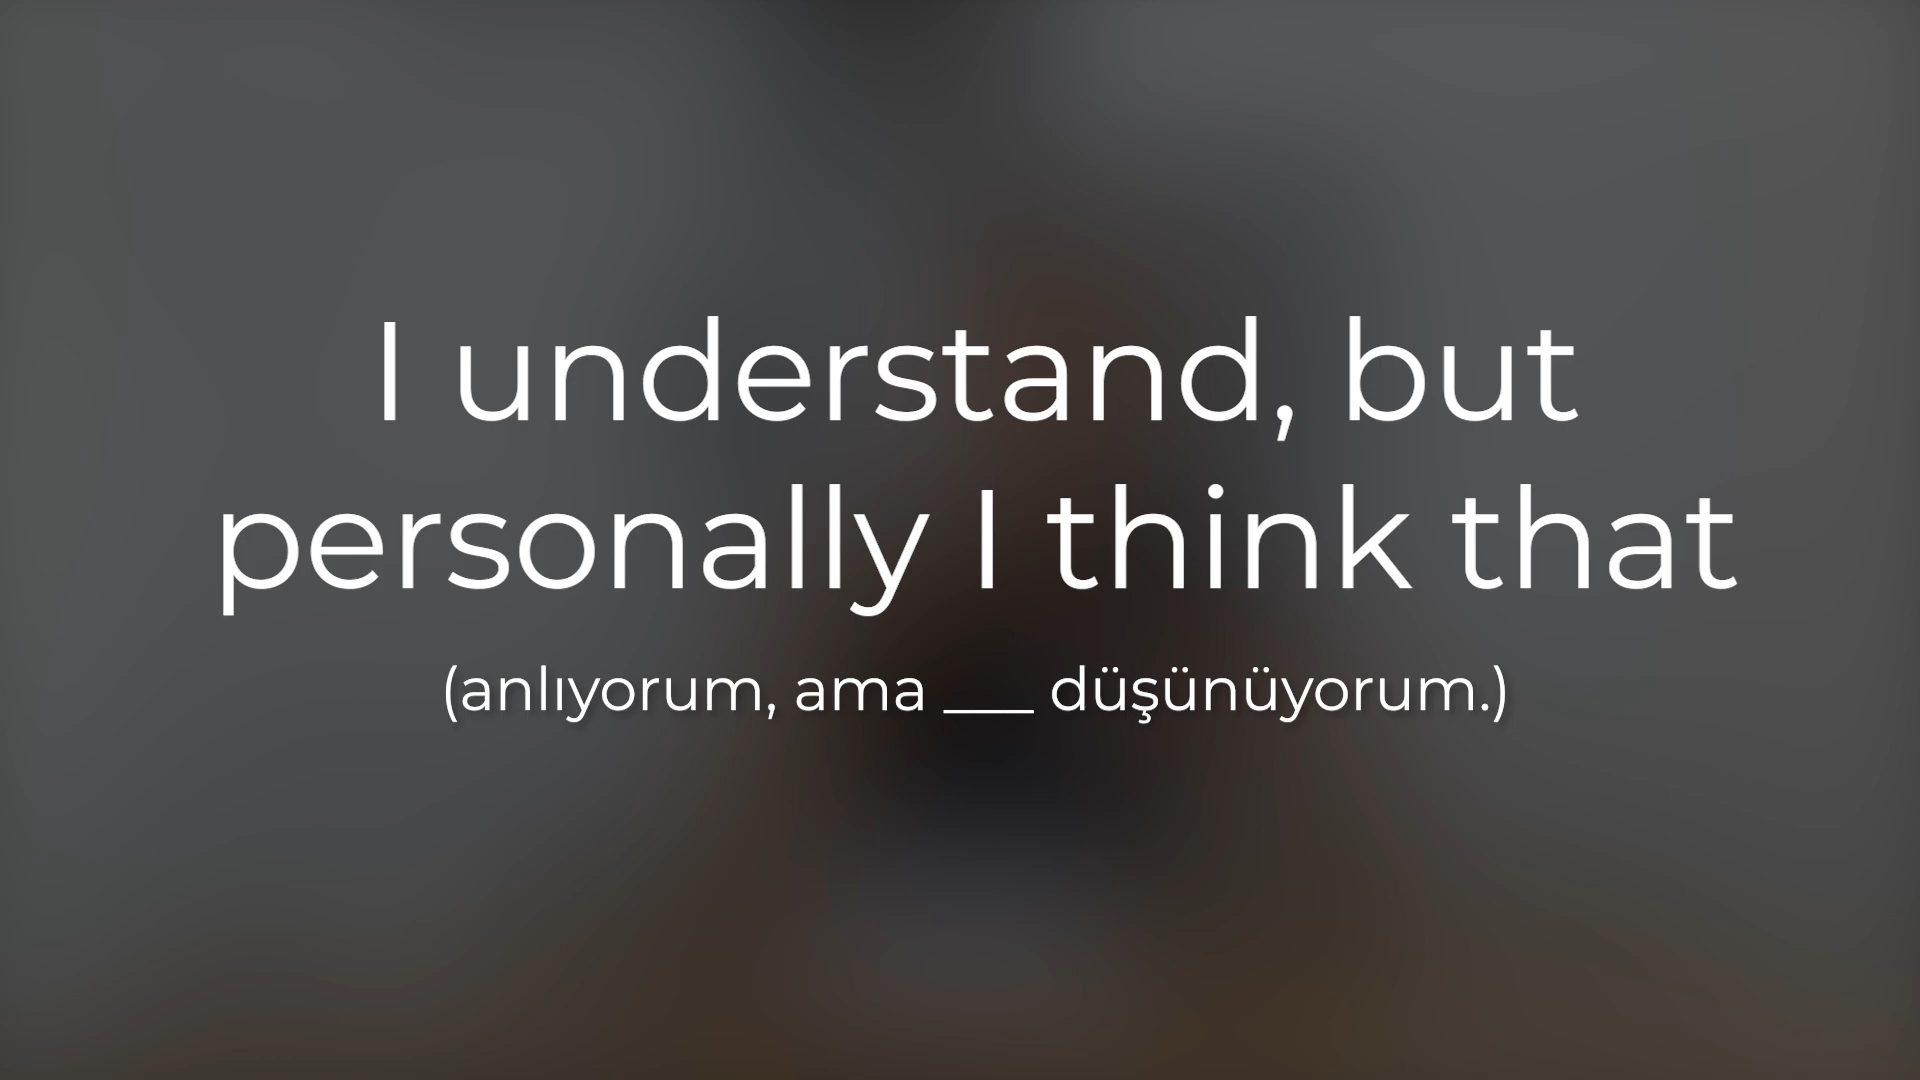 I understand, but
personally I think that
(anlıyorum, ama ___ düşünüyorum.)